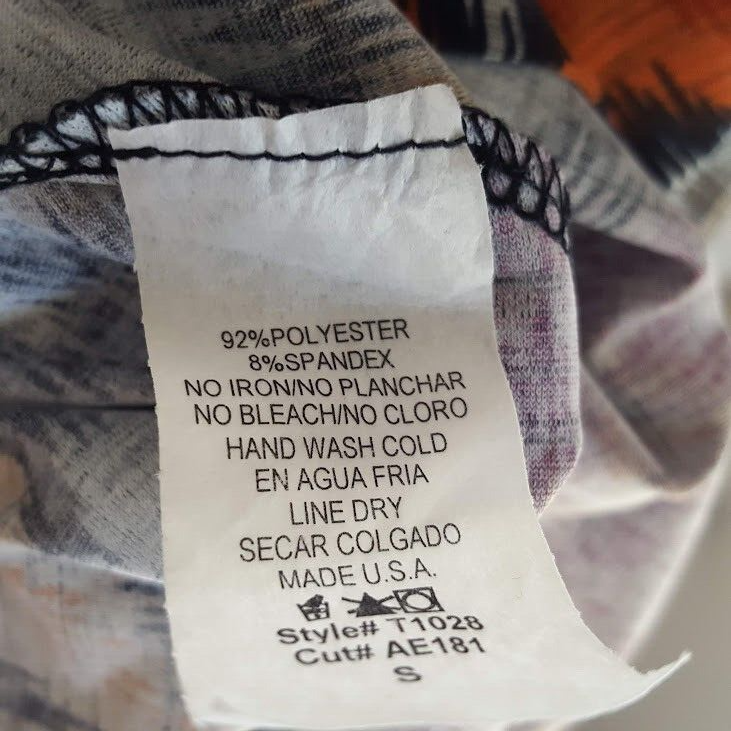 92%POLYESTER
8%SPANDEX
NO IRON/NO PLANCHAR
NO BLEACH/NO CLORO
HAND WASH COLD
EN AGUA FRIA
LINE DRY
SECAR COLGADO
MADE U.S.A.
Style# T1028
Cut# AE181
S